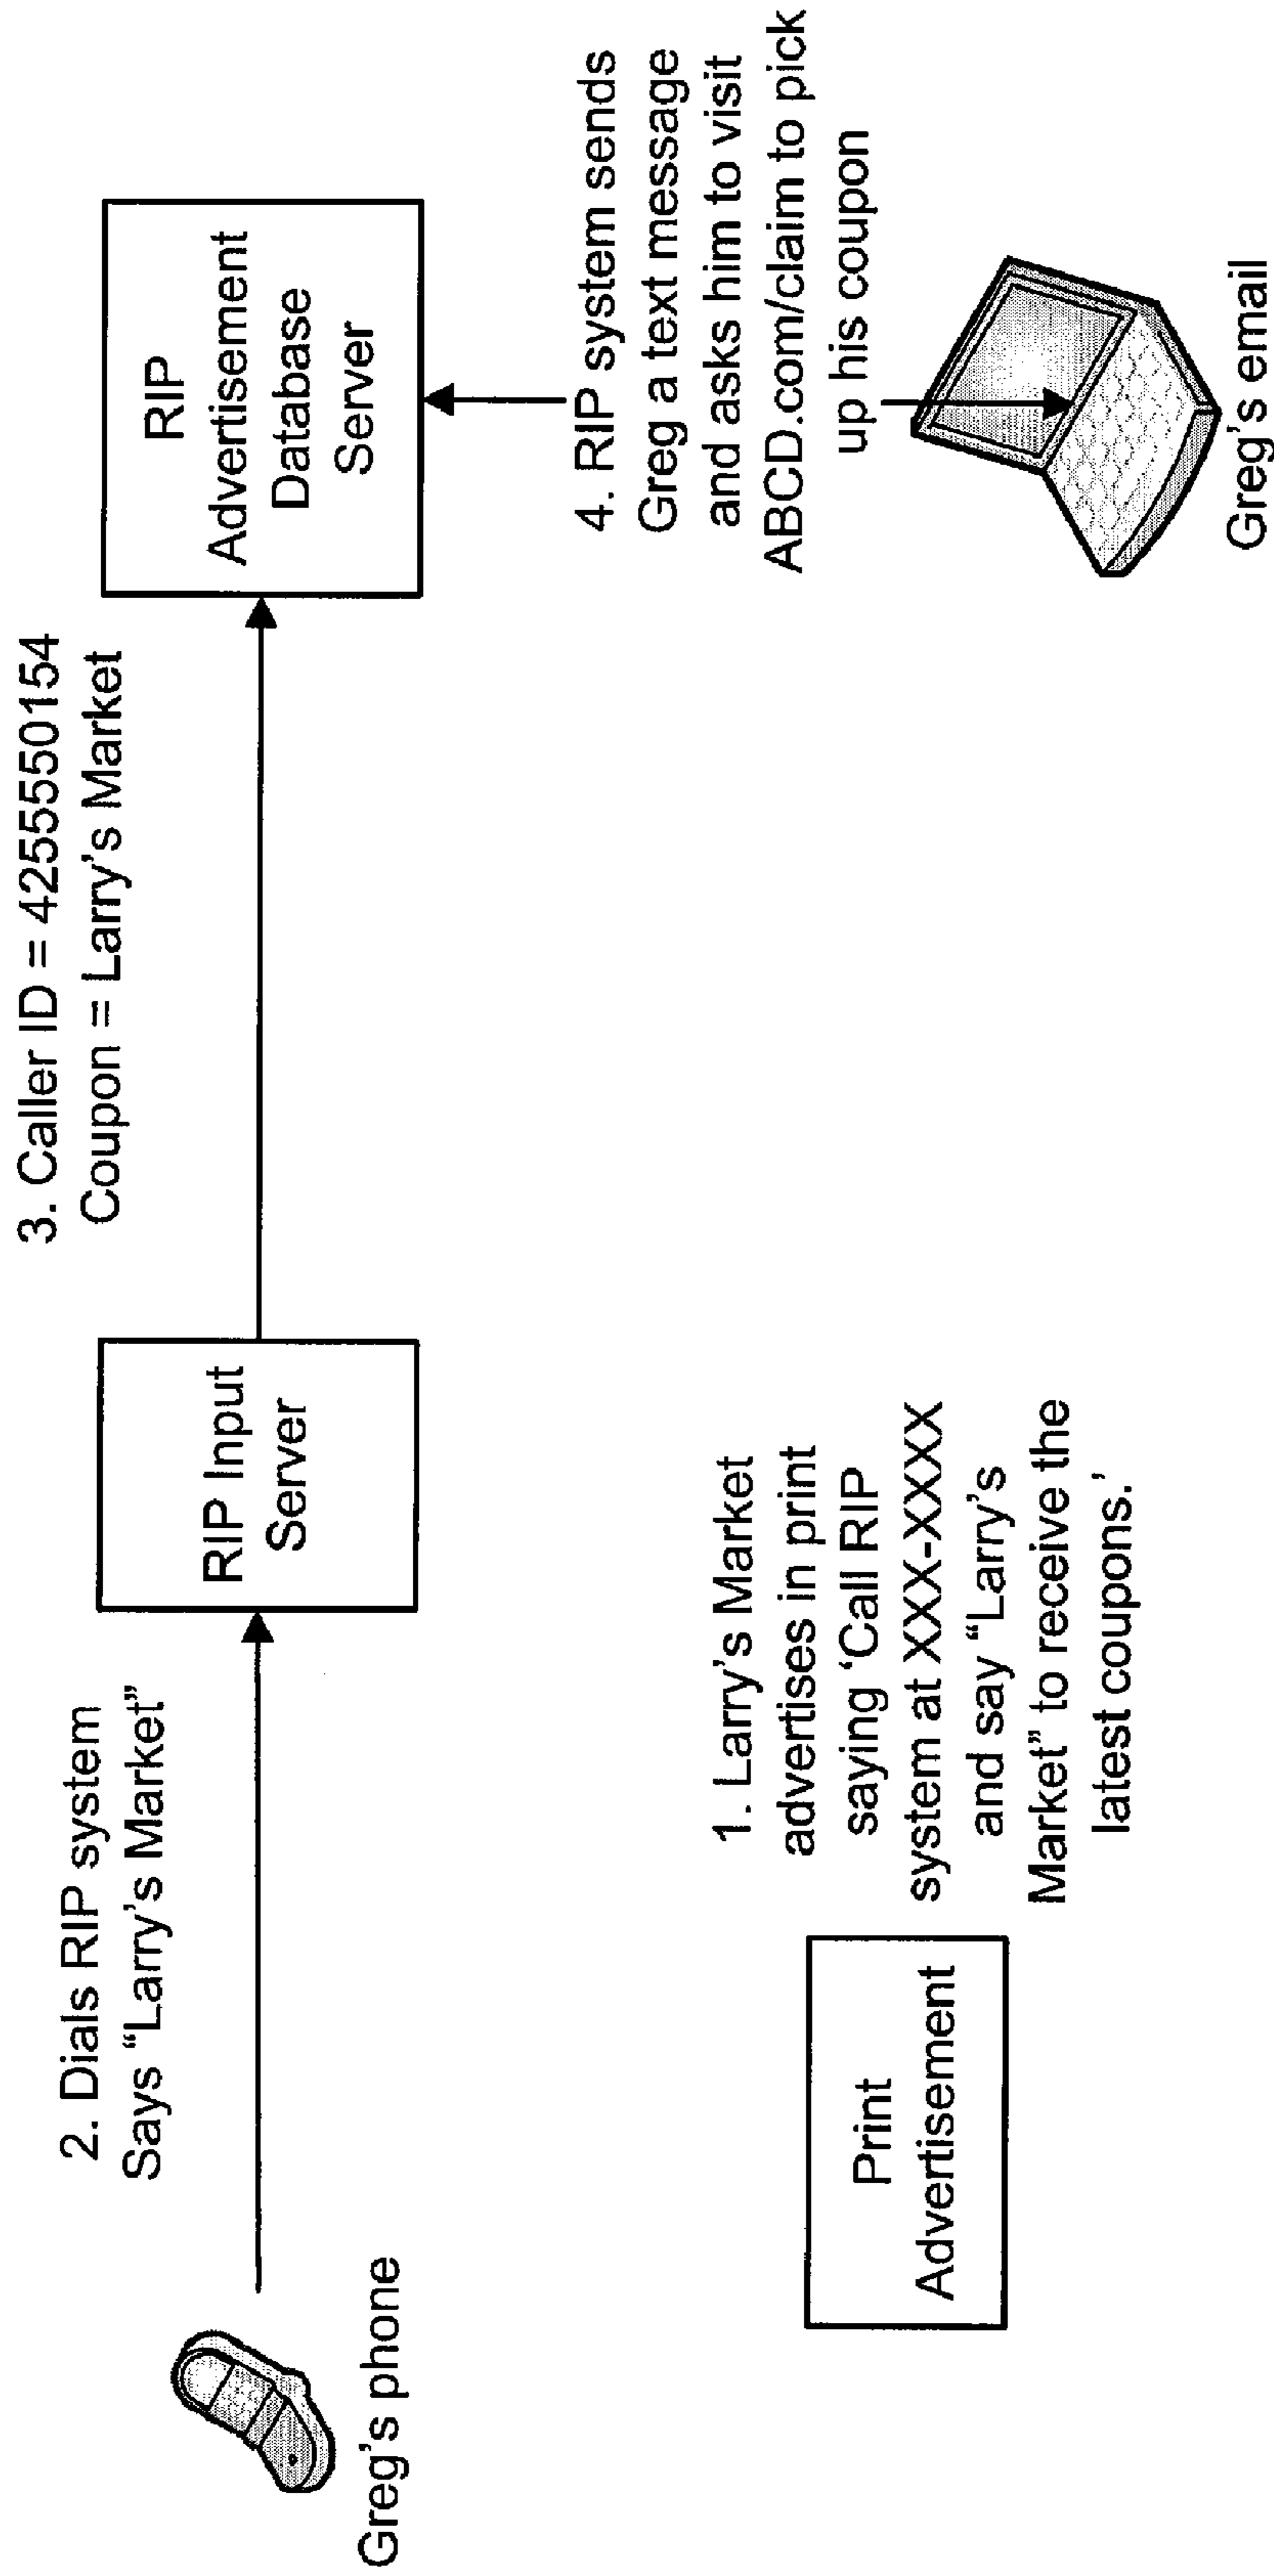 3. Caller ID = 4255550154
Coupon = Larry's Market
2. Dials RIP system
Says “Larry's Market”
Greg's phone
RIP Input
Server
RIP
Advertisement
Database
Server
Print
Advertisement
1. Larry's Market
advertises in print
saying ‘Call RIP
system at XXX-XXXX
and say “Larry's
Market” to receive the
latest coupons.’
4. RIP system sends
Greg a text message
and asks him to visit
ABCD.com/claim to pick
up his coupon
Greg's email